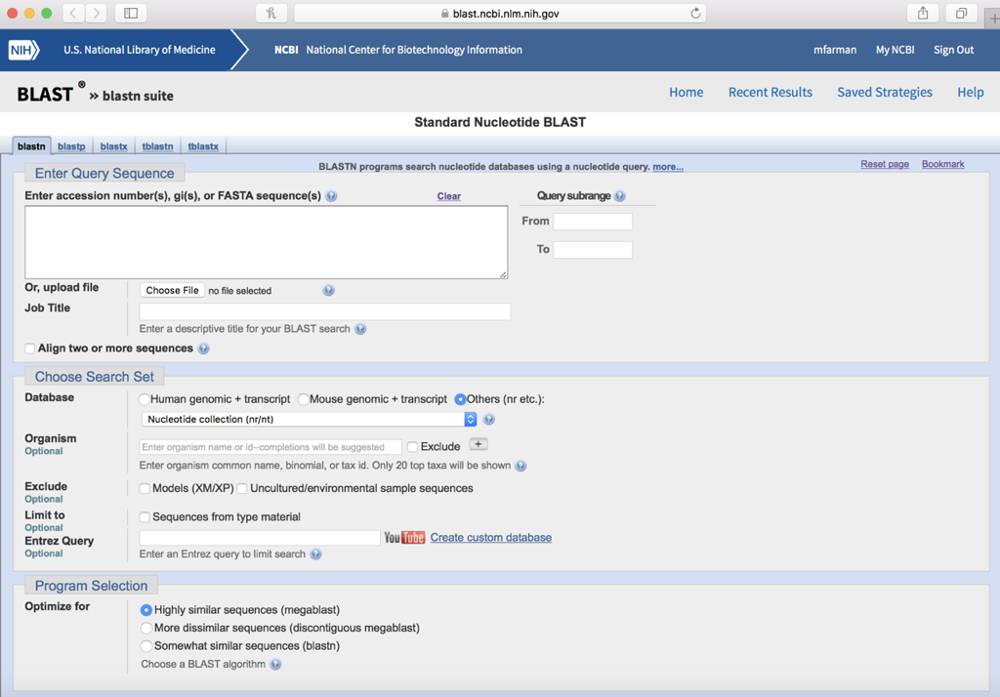 blast.ncbi.nlm.nih.gov
NIH U.S. National Library of Medicine NCBI National Center for Biotechnology Information mfarman My NCBI Sign Out
BLAST ® » blastn suite Home Recent Results Saved Strategies Help
Standard Nucleotide BLAST
blastn blastp blastx tblastn tblastx
BLASTN programs search nucleotide databases using a nucleotide query. more... Reset page Bookmark
Enter Query Sequence
Enter accession number(s), gi(s), or FASTA sequence(s) Clear Query subrange
From
To
Or, upload file Choose File no file selected
Job Title
Enter a descriptive title for your BLAST search
Align two or more sequences
Choose Search Set
Database Human genomic + transcript Mouse genomic + transcript Others (nr etc.):
Nucleotide collection (nr/nt)
Organism
Optional
Enter organism name or id--completions will be suggested Exclude +
Enter organism common name, binomial, or tax id. Only 20 top taxa will be shown
Exclude
Optional
Models (XM/XP) Uncultured/environmental sample sequences
Limit to
Optional
Sequences from type material
Entrez Query
Optional
YouTube Create custom database
Enter an Entrez query to limit search
Program Selection
Optimize for
Highly similar sequences (megablast)
More dissimilar sequences (discontiguous megablast)
Somewhat similar sequences (blastn)
Choose a BLAST algorithm